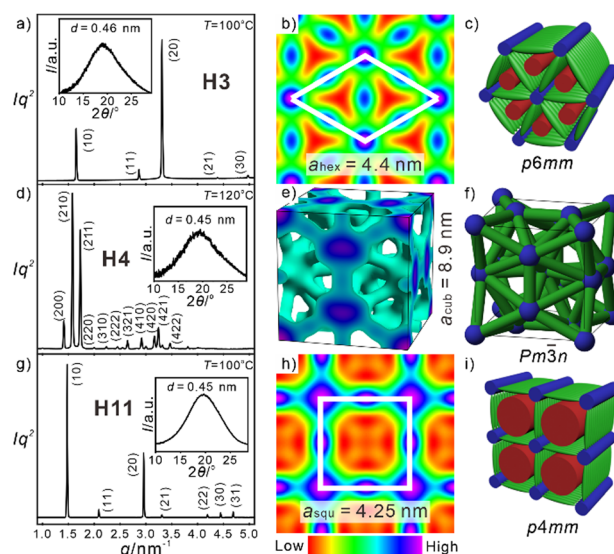 a)
T=100°C
d = 0.46 nm
I/a.u.
10 15 20 25
2θ/°
Iq²
H3
(10)
(11)
(20)
(21)
(30)
b)
a_hex = 4.4 nm
c)
p6mm
d)
T=120°C
d = 0.45 nm
I/a.u.
10 15 20 25
2θ/°
Iq²
H4
(200)
(210)
(211)
(220)
(310)
(222)
(321)
(410)
(420)
(421)
(422)
e)
a_cub = 8.9 nm
f)
Pm3̄n
g)
T=100°C
d = 0.45 nm
I/a.u.
10 15 20 25
2θ/°
Iq²
H11
(10)
(11)
(20)
(21)
(22)
(30)
(31)
1.0 1.5 2.0 2.5 3.0 3.5 4.0 4.5 5.0
q/nm⁻¹
h)
a_squ = 4.25 nm
Low High
i)
p4mm